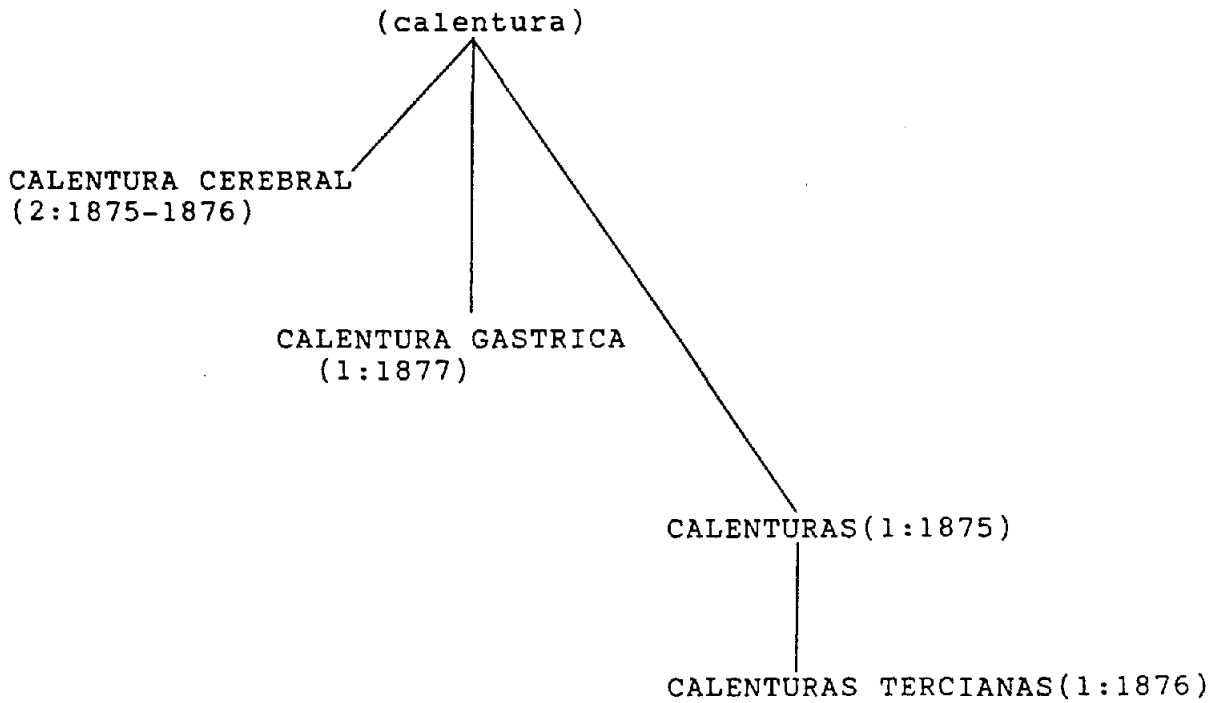 (calentura)
CALENTURA CEREBRAL
(2:1875-1876)
CALENTURA GASTRICA
(1:1877)
CALENTURAS(1:1875)
CALENTURAS TERCIANAS(1:1876)